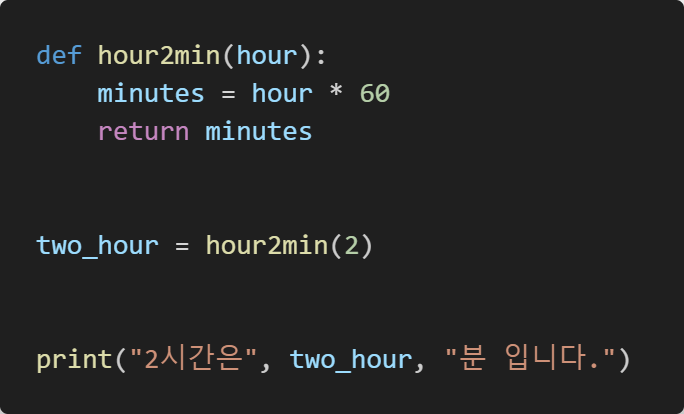 def hour2min(hour):
    minutes = hour * 60
    return minutes
two_hour = hour2min(2)
print("2시간은", two_hour, "분 입니다.")